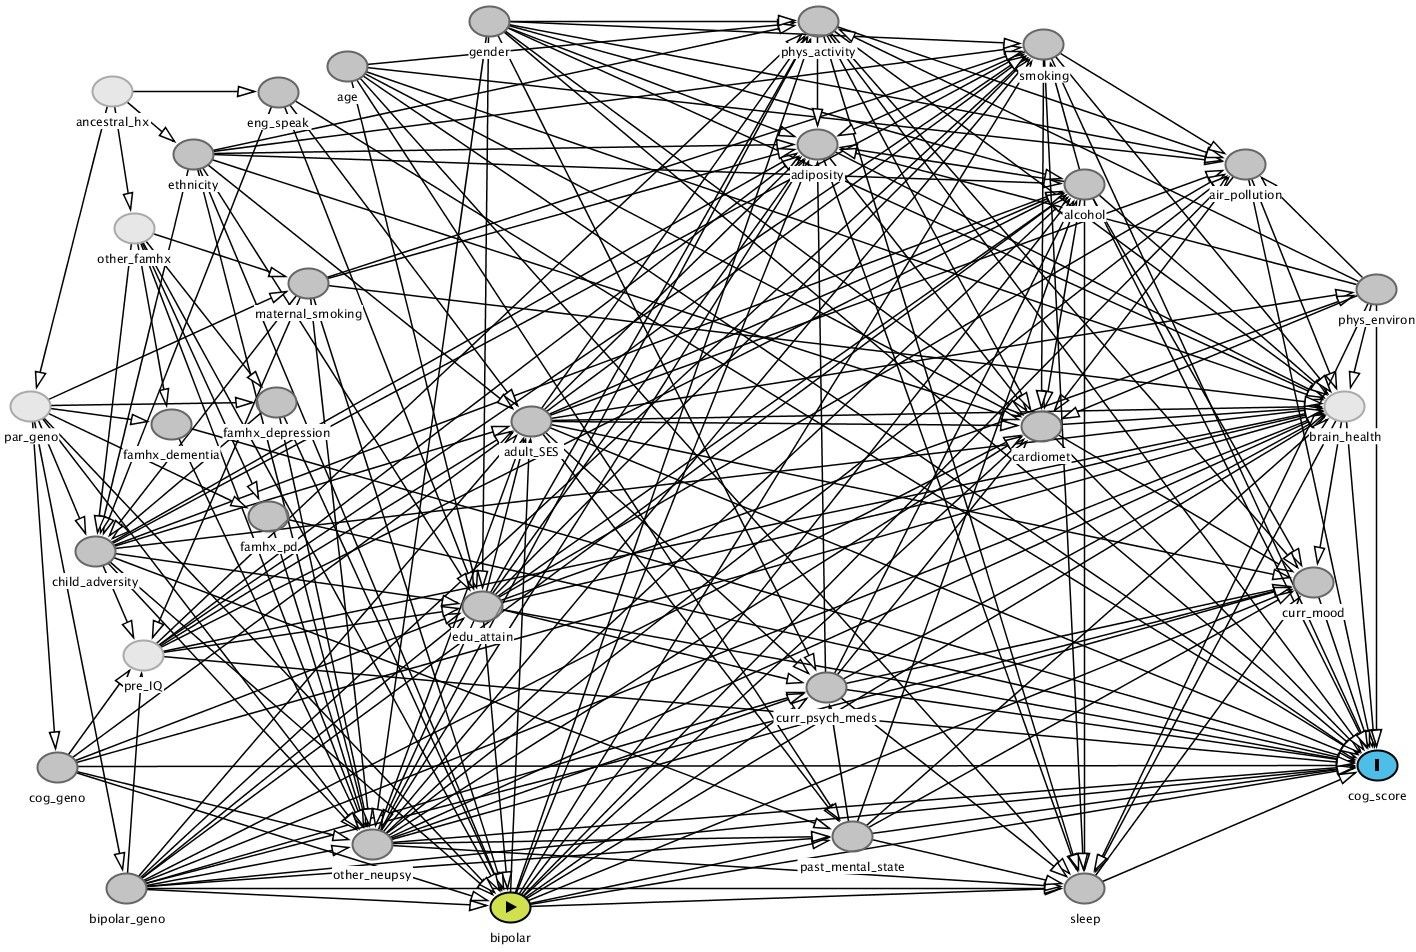 gender
phys_activity
smoking
age
ancestral_hx
eng_speak
ethnicity
adiposity
air_pollution
alcohol
other_famhx
maternal_smoking
phys_environ
par_geno
famhx_depression
famhx_dementia
adult_SES
cardiomet
brain_health
famhx_pd
child_adversity
edu_attain
curr_mood
pre_IQ
curr_psych_meds
cog_geno
cog_score
other_neupsy
past_mental_state
bipolar_geno
bipolar
sleep